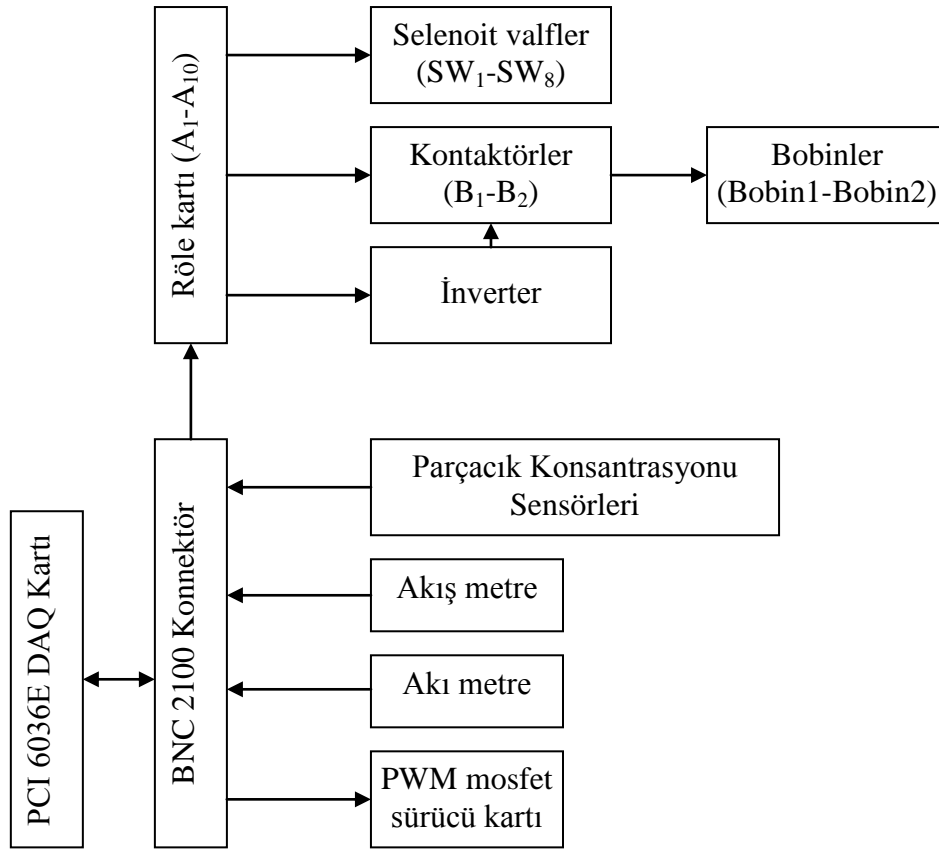 Röle kartı (A₁-A₁₀)
Selenoit valfler
(SW₁-SW₈)
Kontaktörler
(B₁-B₂)
Bobinler
(Bobin1-Bobin2)
İnverter
PCI 6036E DAQ Kartı
BNC 2100 Konnektör
Parçacık Konsantrasyonu
Sensörleri
Akış metre
Akı metre
PWM mosfet
sürücü kartı